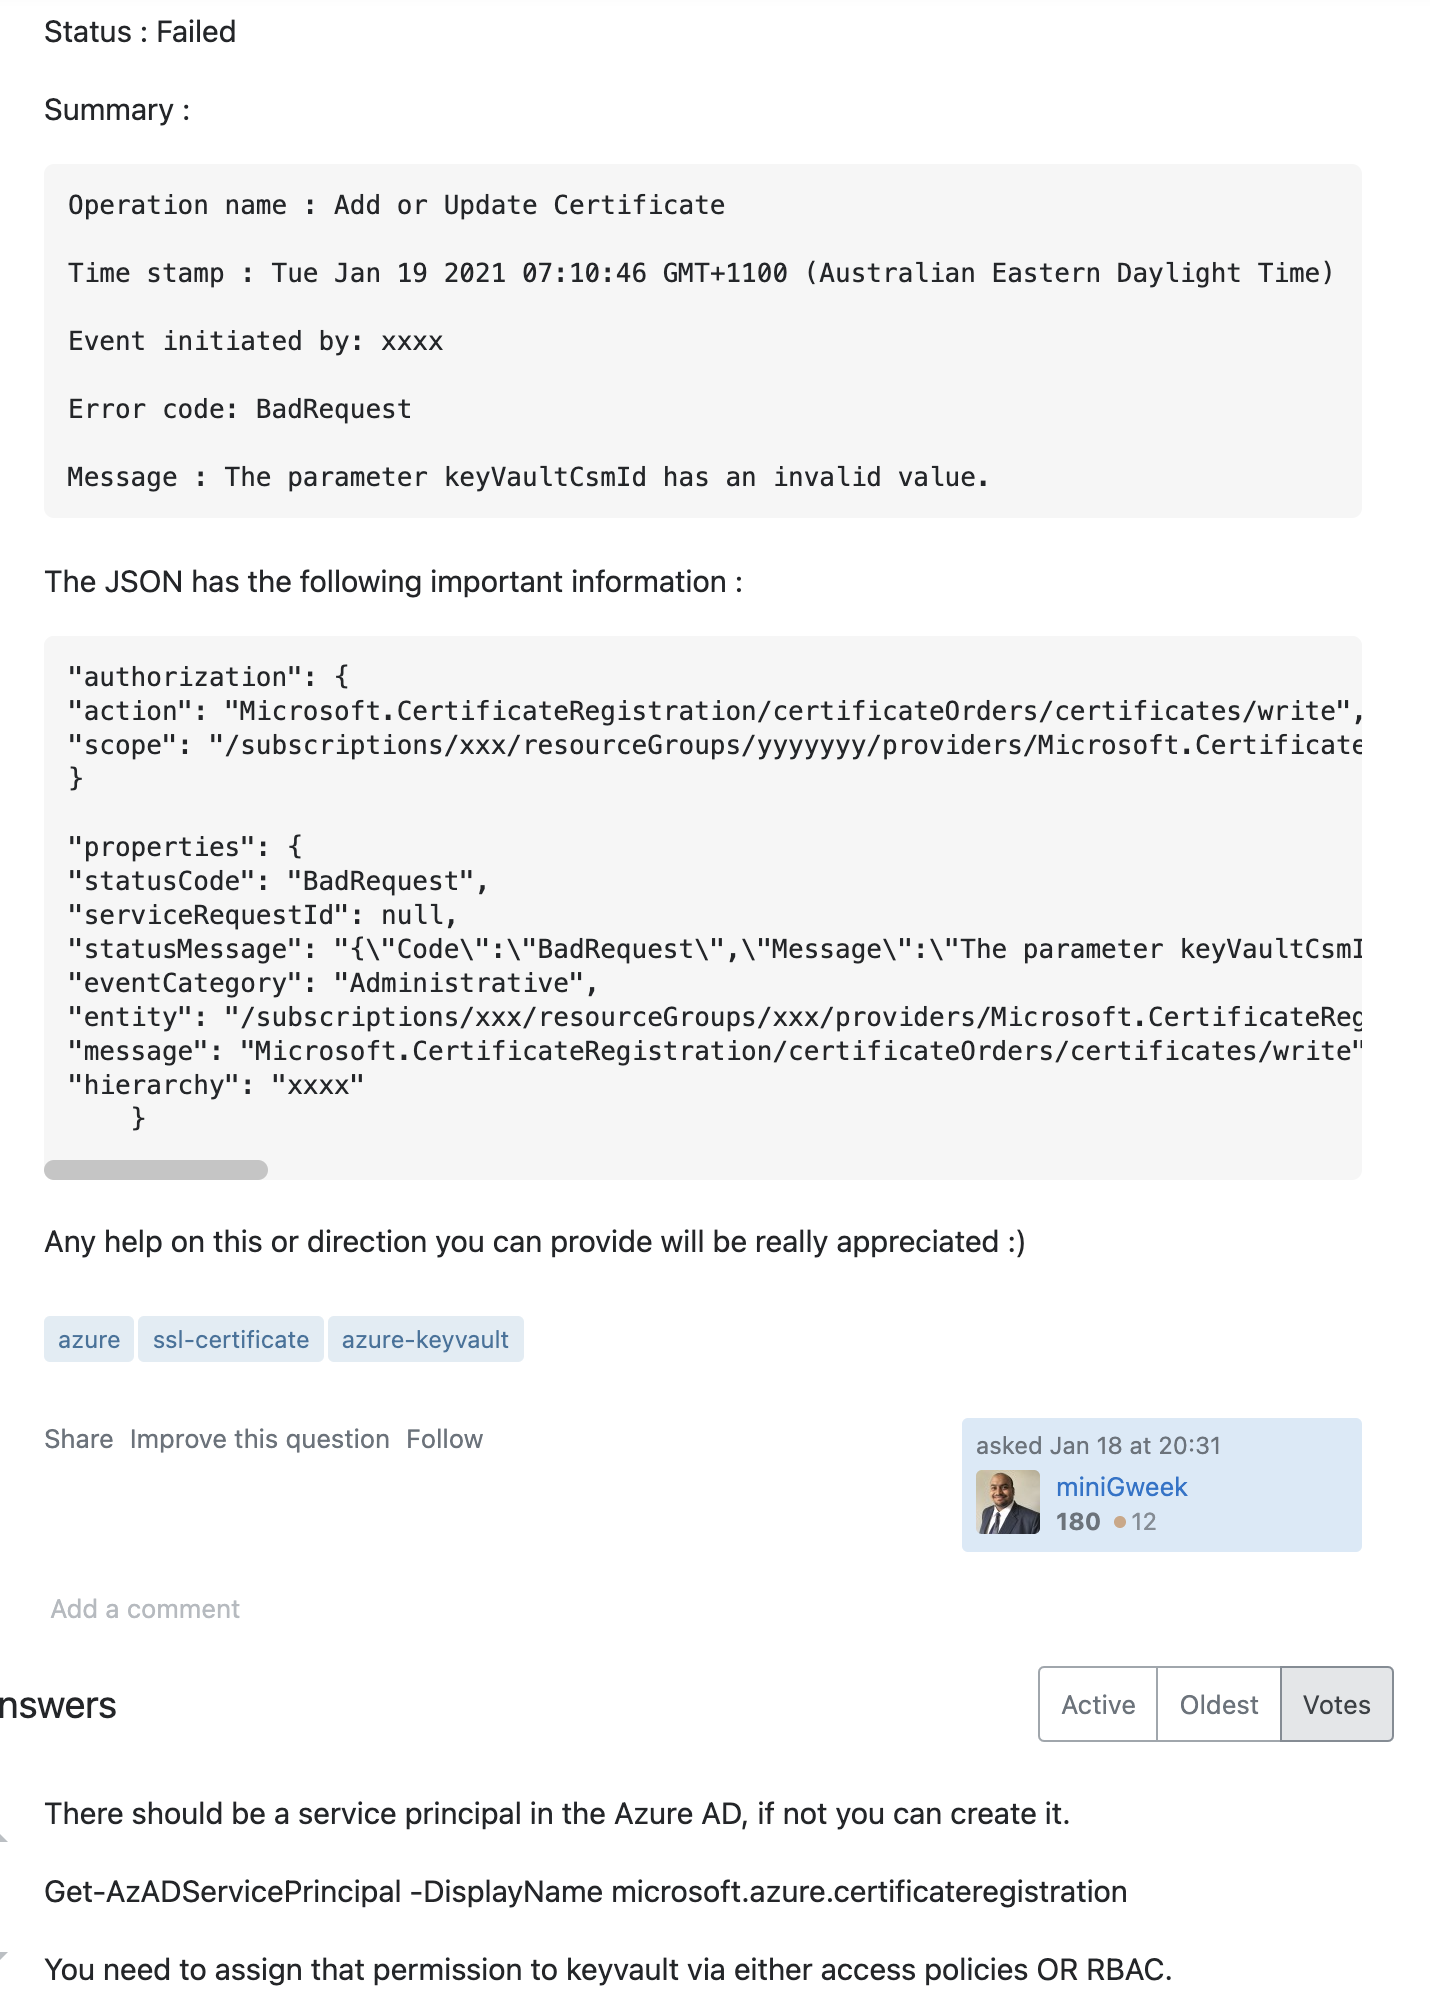 Status : Failed
Summary :
Operation name : Add or Update Certificate
Time stamp : Tue Jan 19 2021 07:10:46 GMT+1100 (Australian Eastern Daylight Time)
Event initiated by: xxxx
Error code: BadRequest
Message : The parameter keyVaultCsmId has an invalid value.
The JSON has the following important information :
"authorization": {
"action": "Microsoft.CertificateRegistration/certificateOrders/certificates/write",
"scope": "/subscriptions/xxx/resourceGroups/yyyyyyy/providers/Microsoft.Certificate
}
"properties": {
"statusCode": "BadRequest",
"serviceRequestId": null,
"statusMessage": "{\"Code\":\"BadRequest\",\"Message\":\"The parameter keyVaultCsmI
"eventCategory": "Administrative",
"entity": "/subscriptions/xxx/resourceGroups/xxx/providers/Microsoft.CertificateReg
"message": "Microsoft.CertificateRegistration/certificateOrders/certificates/write"
"hierarchy": "xxxx"
}
Any help on this or direction you can provide will be really appreciated :)
azure ssl-certificate azure-keyvault
Share Improve this question Follow
asked Jan 18 at 20:31
miniGweek
180 12
Add a comment
nswers
Active Oldest Votes
There should be a service principal in the Azure AD, if not you can create it.
Get-AzADServicePrincipal -DisplayName microsoft.azure.certificateregistration
You need to assign that permission to keyvault via either access policies OR RBAC.